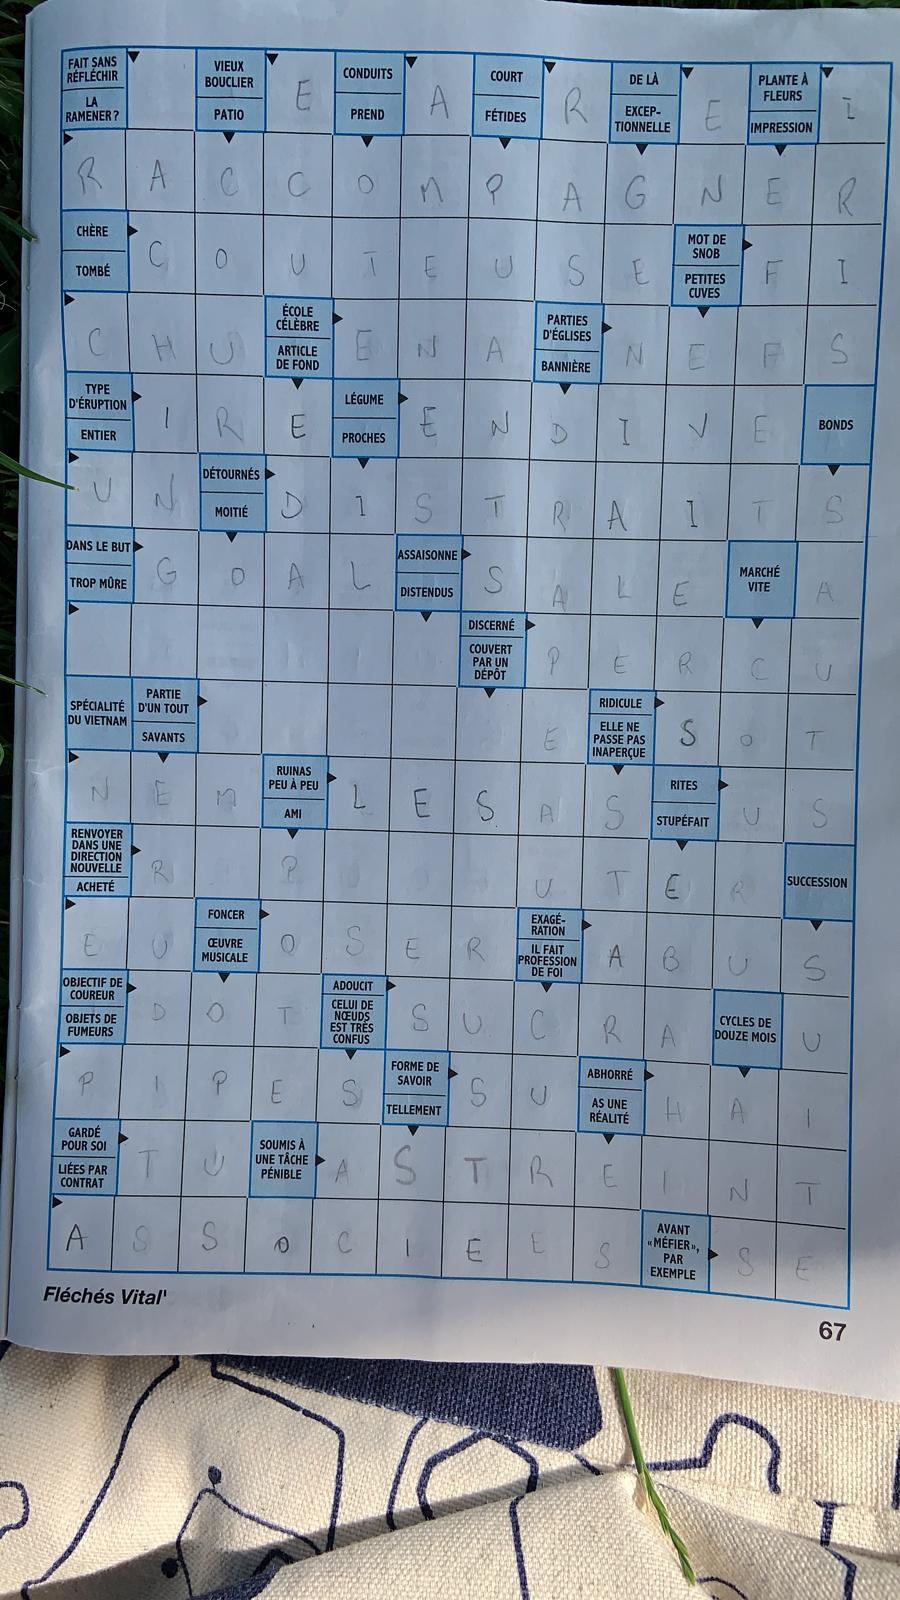 FAIT SANS RÉFLÉCHIR
LA RAMENER ?
VIEUX BOUCLIER
PATIO
E
CONDUITS
PREND
A
COURT
FÉTIDES
R
DE LÀ
EXCEP-
TIONNELLE
E
PLANTE À FLEURS
IMPRESSION
I
R A C C O M P A G N E R
CHÈRE
TOMBÉ
C O U T E U S E
MOT DE SNOB
PETITES CUVES
F I
C H U
ÉCOLE CÉLÈBRE
ARTICLE DE FOND
E N A
PARTIES D'ÉGLISES
BANNIÈRE
N E F S
TYPE D'ÉRUPTION
ENTIER
I R E
LÉGUME
PROCHES
E N D I V E
BONDS
U N
DÉTOURNÉS
MOITIÉ
D I S T R A I T S
DANS LE BUT
TROP MÛRE
G O A L
ASSAISONNE
DISTENDUS
S A L E
MARCHÉ VITE
A
DISCERNÉ
COUVERT PAR UN DÉPÔT
P E R C U
SPÉCIALITÉ DU VIETNAM
PARTIE D'UN TOUT
SAVANTS
E
RIDICULE
ELLE NE PASSE PAS INAPERÇUE
S O T
N E M
RUINAS PEU À PEU
AMI
L E S A S
RITES
STUPÉFAIT
U S
RENVOYER DANS UNE DIRECTION NOUVELLE
ACHETÉ
R I P U T E R
SUCCESSION
E U
FONCER
ŒUVRE MUSICALE
O S E R
EXAGÉ-
RATION
IL FAIT PROFESSION DE FOI
A B U S
OBJECTIF DE COUREUR
OBJETS DE FUMEURS
D O T
ADOUCIT
CELUI DE NŒUDS EST TRÈS CONFUS
S U C R A
CYCLES DE DOUZE MOIS
U
P I P E S
FORME DE SAVOIR
TELLEMENT
S U
ABHORRÉ
AS UNE RÉALITÉ
H A I
GARDÉ POUR SOI
LIÉES PAR CONTRAT
T U
SOUMIS À UNE TÂCHE PÉNIBLE
A S T R E I N T
A S S O C I E E S
AVANT «MÉFIER», PAR EXEMPLE
S E
Fléchés Vital'
67